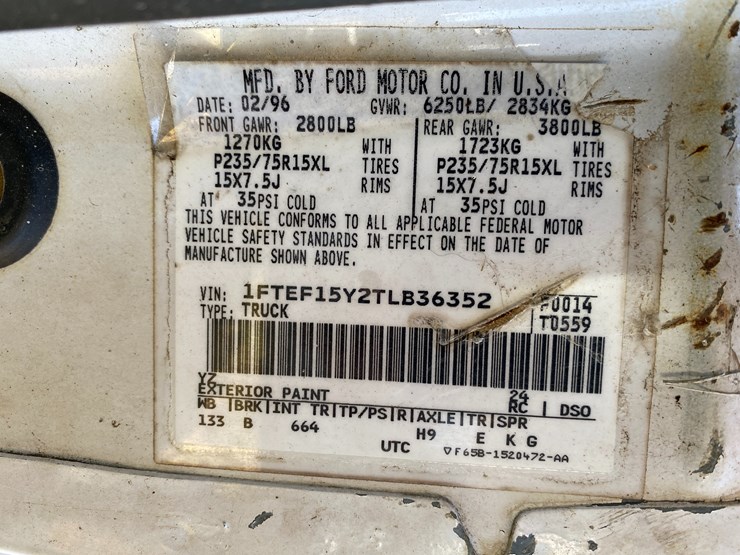 MFD. BY FORD MOTOR CO. IN U.S.A.
DATE: 02/96 GVWR: 6250LB/ 2834KG
FRONT GAWR: 2800LB REAR GAWR: 3800LB
1270KG WITH 1723KG WITH
P235/75R15XL TIRES P235/75R15XL TIRES
15X7.5J RIMS 15X7.5J RIMS
AT 35PSI COLD AT 35PSI COLD
THIS VEHICLE CONFORMS TO ALL APPLICABLE FEDERAL MOTOR
VEHICLE SAFETY STANDARDS IN EFFECT ON THE DATE OF
MANUFACTURE SHOWN ABOVE.
VIN: 1FTEF15Y2TLB36352 F0014
TYPE: TRUCK T0559
YZ 24
EXTERIOR PAINT RC DSO
WB BRK INT TR TP/PS R AXLE TR SPR
133 B 664 H9 E K G
UTC ▽F65B-1520472-AA